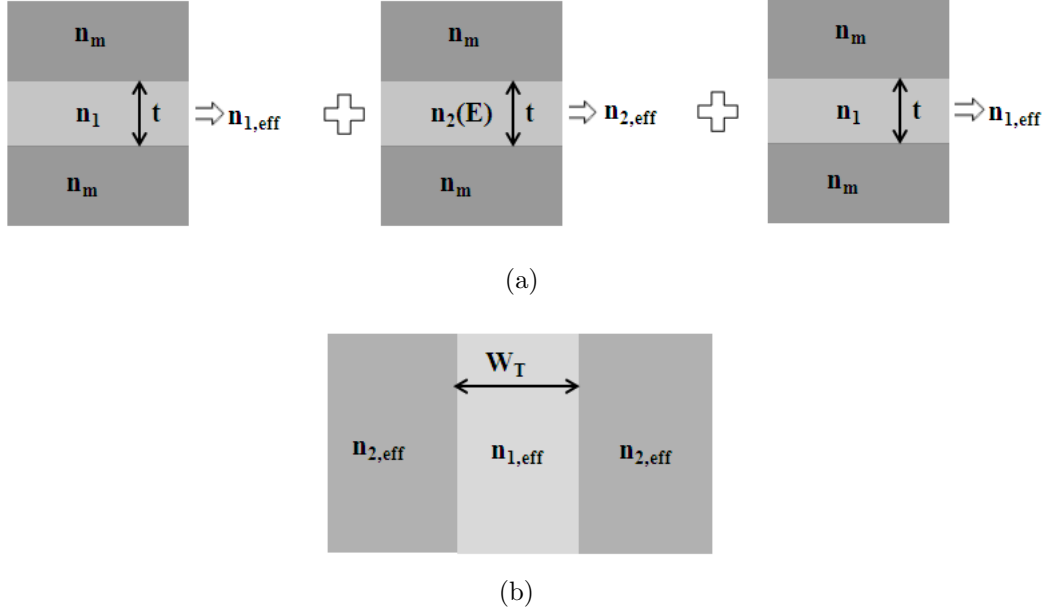 n_m n_m n_m
n_1 t n_1,eff n_2(E) t n_2,eff n_1 t n_1,eff
n_m n_m n_m
(a)
W_T
n_2,eff n_1,eff n_2,eff
(b)